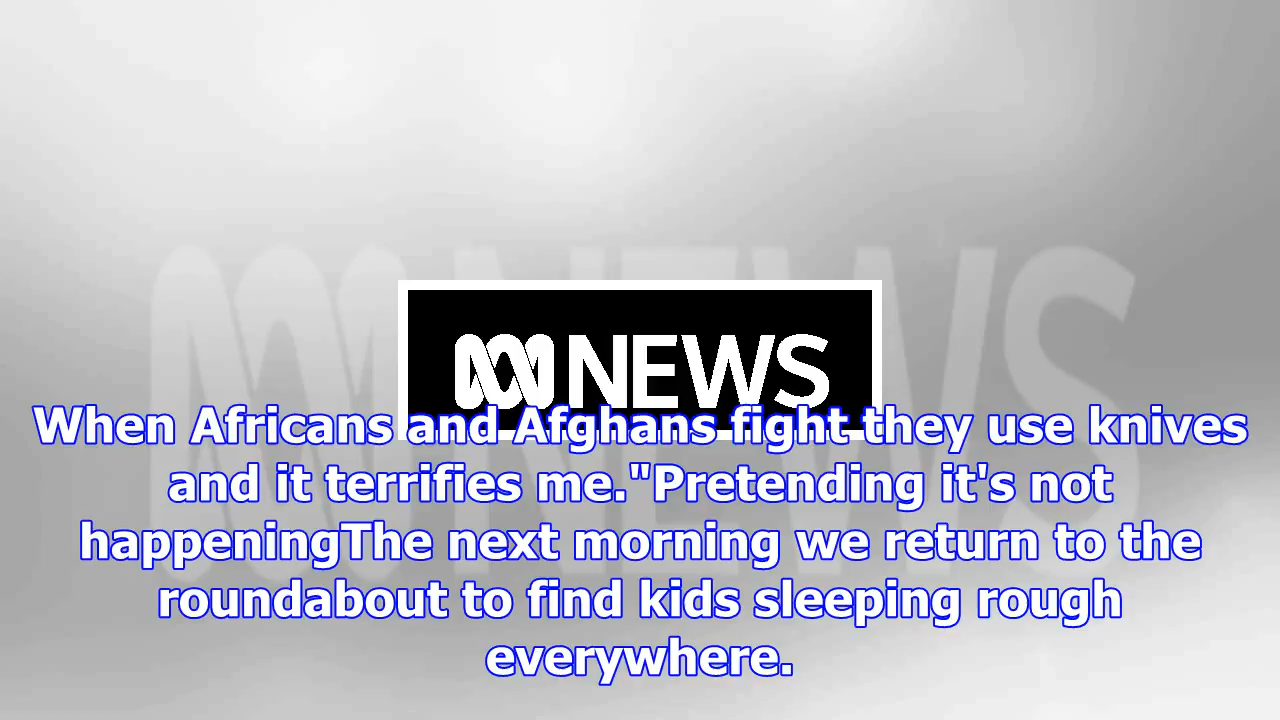 NEWS
NEWS
When Africans and Afghans fight they use knives
and it terrifies me."Pretending it's not
happeningThe next morning we return to the
roundabout to find kids sleeping rough
everywhere.